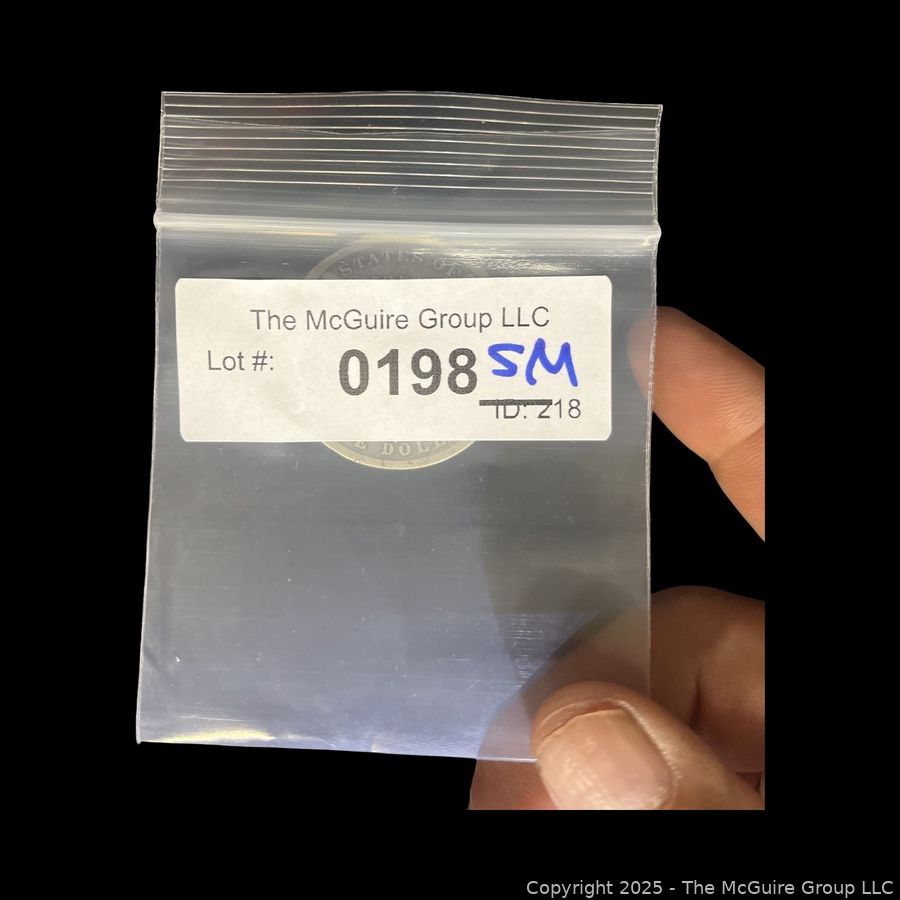 STATES OF
The McGuire Group LLC
Lot #: 0198 SM
ID: 218
E DOLL
Copyright 2025 - The McGuire Group LLC